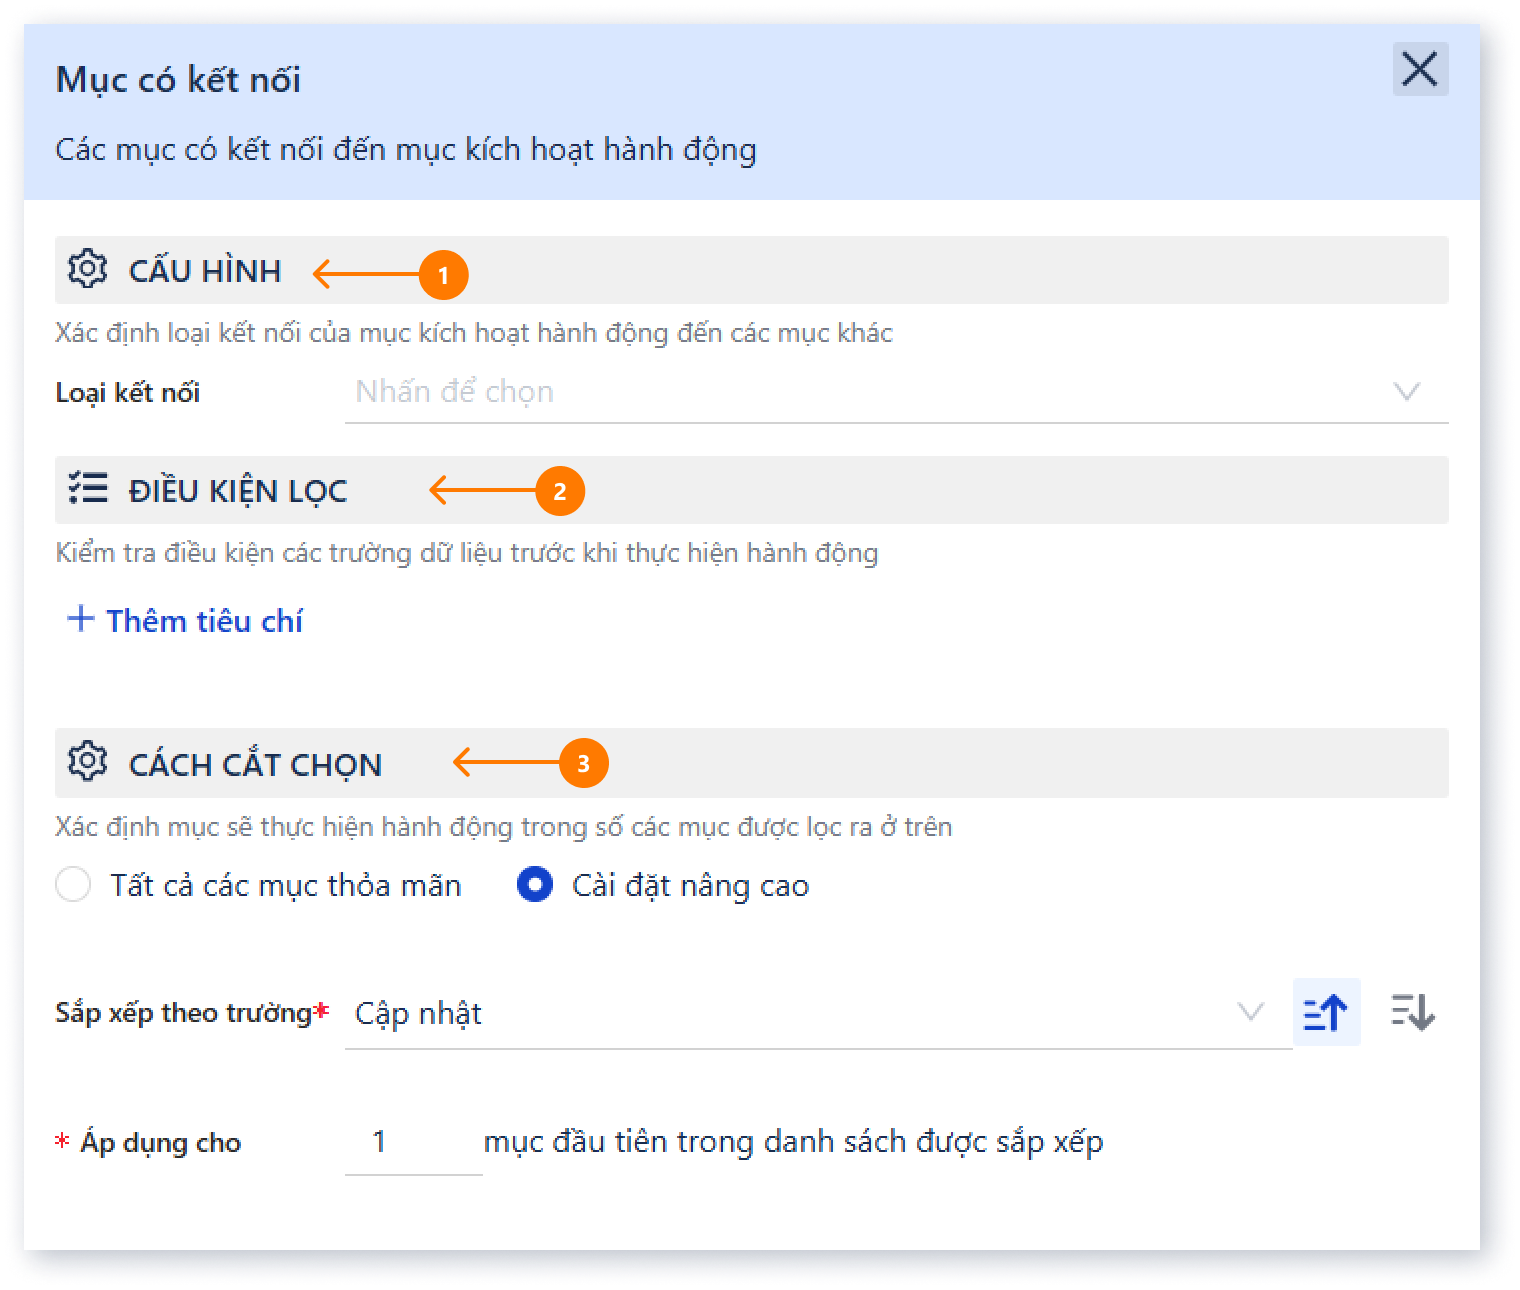 Mục có kết nối
Các mục có kết nối đến mục kích hoạt hành động
CẤU HÌNH
1
Xác định loại kết nối của mục kích hoạt hành động đến các mục khác
Loại kết nối Nhấn để chọn
ĐIỀU KIỆN LỌC
2
Kiểm tra điều kiện các trường dữ liệu trước khi thực hiện hành động
+ Thêm tiêu chí
CÁCH CẮT CHỌN
3
Xác định mục sẽ thực hiện hành động trong số các mục được lọc ra ở trên
Tất cả các mục thỏa mãn Cài đặt nâng cao
Sắp xếp theo trường* Cập nhật
* Áp dụng cho 1 mục đầu tiên trong danh sách được sắp xếp